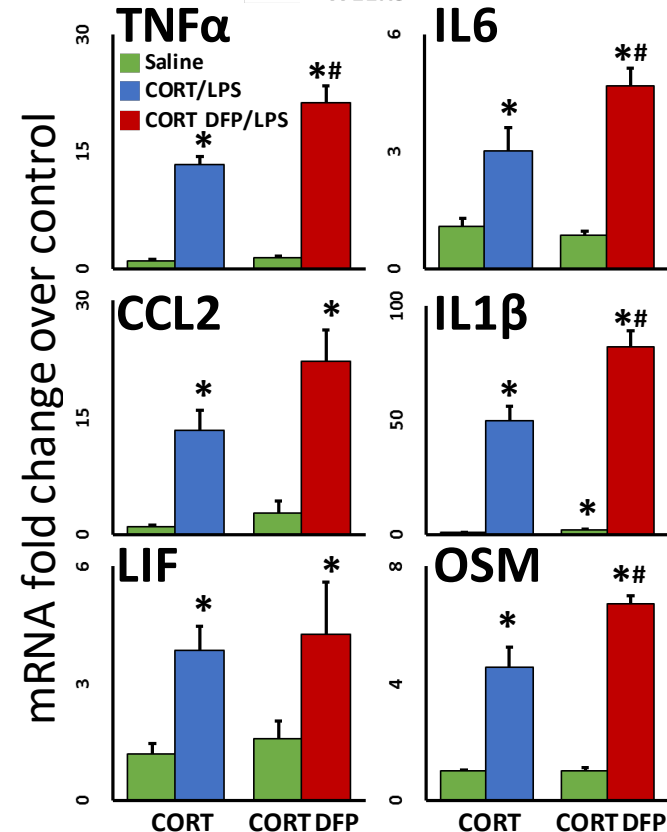 TNFα
30
15
0
Saline
CORT/LPS
CORT DFP/LPS
*
*#
IL6
6
3
0
*
*#
mRNA fold change over control
CCL2
30
15
0
*
*
IL1β
100
50
0
*
*
*#
LIF
6
3
0
*
*
OSM
8
4
0
*
*#
CORT CORT DFP
CORT CORT DFP